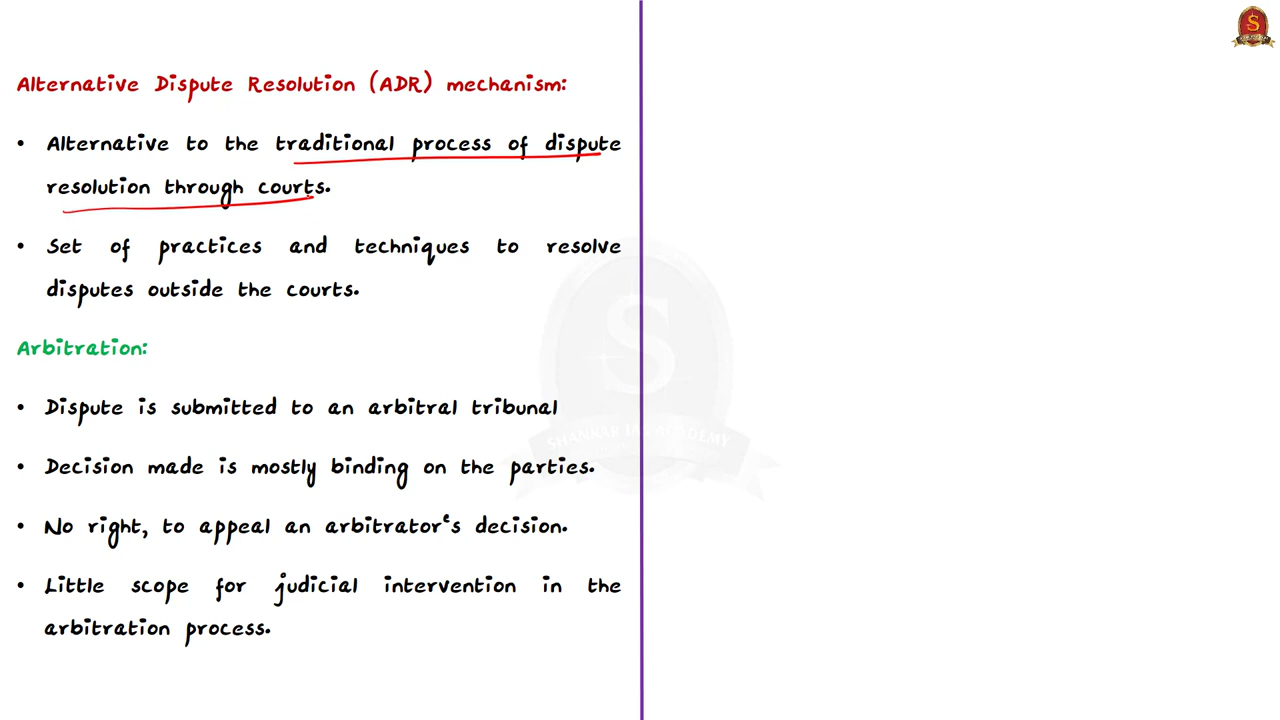 Alternative Dispute Resolution (ADR) mechanism:
• Alternative to the traditional process of dispute
resolution through courts.
• Set of practices and techniques to resolve
disputes outside the courts.
Arbitration:
• Dispute is submitted to an arbitral tribunal
• Decision made is mostly binding on the parties.
• No right, to appeal an arbitrator's decision.
• Little scope for judicial intervention in the
arbitration process.
S
SHANKAR IAS ACADEMY
S